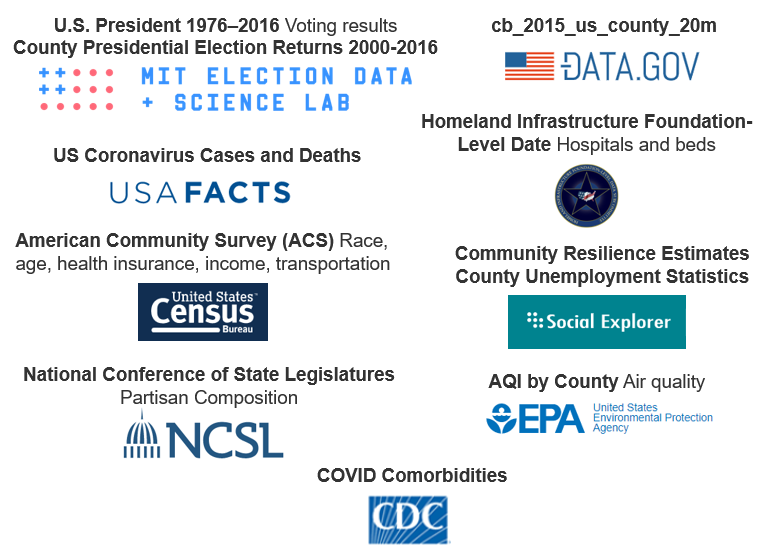 U.S. President 1976–2016 Voting results
County Presidential Election Returns 2000-2016
MIT ELECTION DATA
+ SCIENCE LAB
cb_2015_us_county_20m
DATA.GOV
Homeland Infrastructure Foundation-
Level Date Hospitals and beds
US Coronavirus Cases and Deaths
USAFACTS
American Community Survey (ACS) Race,
age, health insurance, income, transportation
United States™
Census
Bureau
Community Resilience Estimates
County Unemployment Statistics
Social Explorer
National Conference of State Legislatures
Partisan Composition
NCSL
AQI by County Air quality
EPA
United States
Environmental Protection
Agency
COVID Comorbidities
CDC